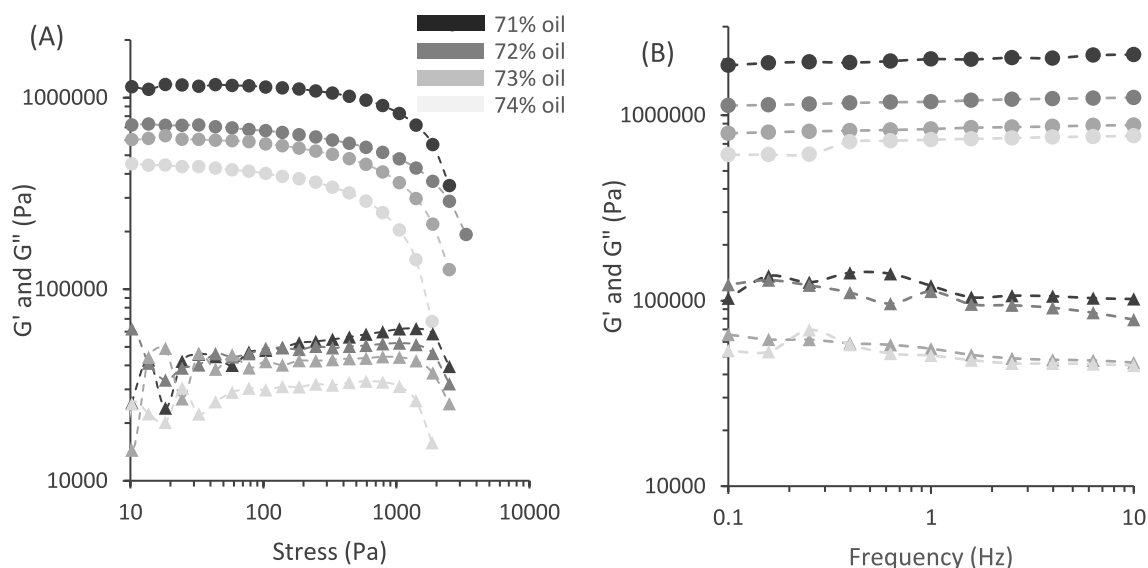 (A)
71% oil
72% oil
73% oil
74% oil
G' and G" (Pa)
1000000
100000
10000
10 100 1000 10000
Stress (Pa)
(B)
G' and G" (Pa)
1000000
100000
10000
0.1 1 10
Frequency (Hz)